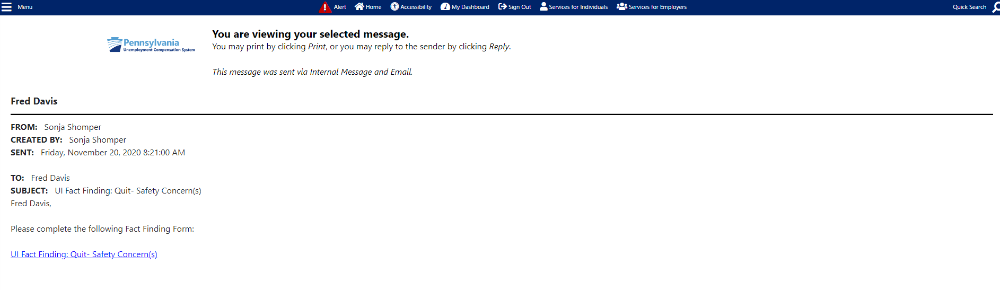 Menu
Alert Home Accessibility My Dashboard Sign Out Services for Individuals Services for Employers
Quick Search
Pennsylvania
Unemployment Compensation System
You are viewing your selected message.
You may print by clicking Print, or you may reply to the sender by clicking Reply.
This message was sent via Internal Message and Email.
Fred Davis
FROM: Sonja Shomper
CREATED BY: Sonja Shomper
SENT: Friday, November 20, 2020 8:21:00 AM
TO: Fred Davis
SUBJECT: UI Fact Finding: Quit- Safety Concern(s)
Fred Davis,
Please complete the following Fact Finding Form:
UI Fact Finding: Quit- Safety Concern(s)